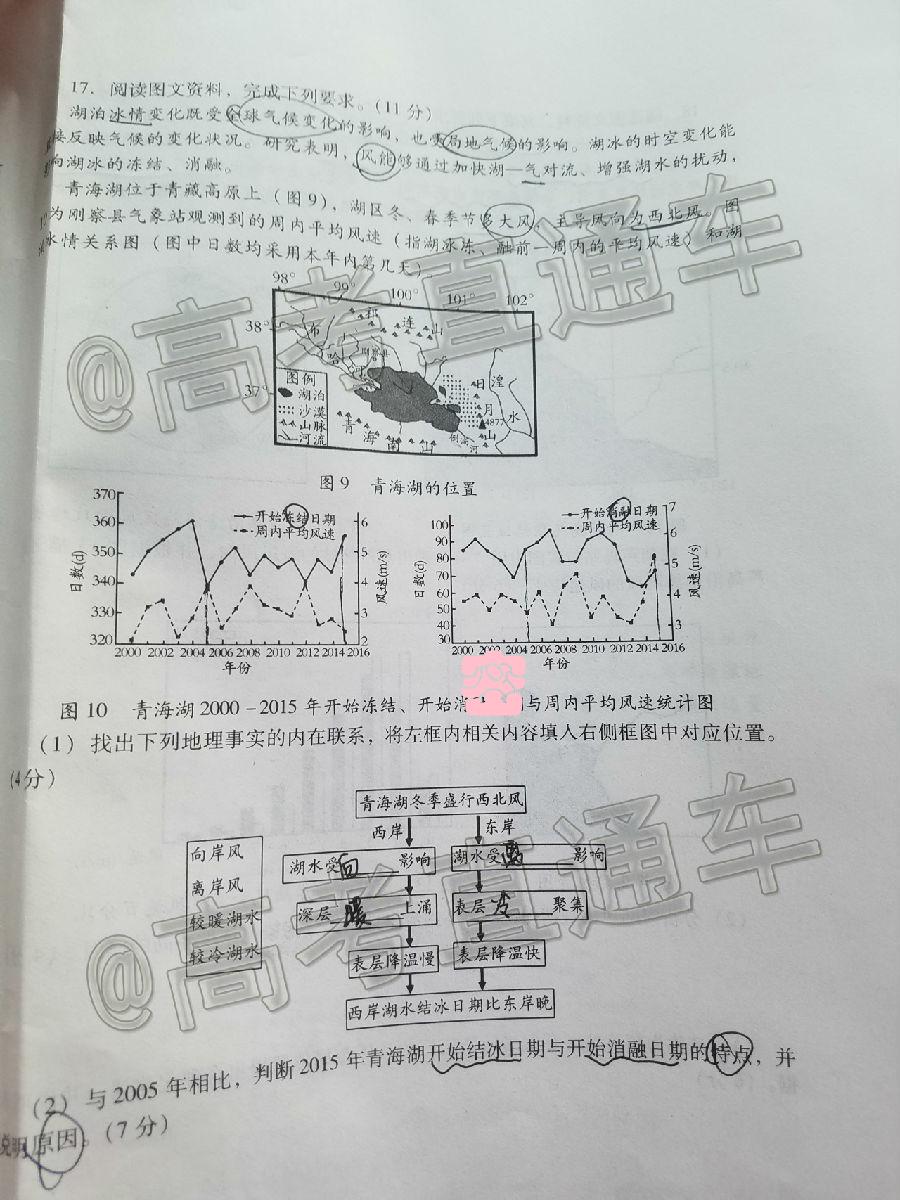 17. 阅读图文资料，完成下列要求。(11分)
湖泊冰情变化既受全球气候变化的影响，也受局地气候的影响。湖冰的时空变化能
接反映气候的变化状况。研究表明，风能够通过加快湖—气对流、增强湖水的扰动，
响湖冰的冻结、消融。
青海湖位于青藏高原上（图9），湖区冬、春季节多大风，主导风向为西北风。图
为刚察县气象站观测到的周内平均风速（指湖冰冻、融前一周内的平均风速）和湖
冰情关系图（图中日数均采用本年内第几天）
98° 99° 100° 101° 102°
38°
37°
祁 连 山
布 哈 河
刚察县
图例
湖泊
沙漠
山脉
河流
青 海 南 山
日 月 山
湟 水
4877
倒淌河
图9 青海湖的位置
370
360
350
340
330
320
日数(d)
开始冻结日期
周内平均风速
6
5
4
3
2
风速(m/s)
2000 2002 2004 2006 2008 2010 2012 2014 2016
年份
100
90
80
70
60
50
40
30
日数(d)
开始消融日期
周内平均风速
7
6
5
4
3
风速(m/s)
2000 2002 2004 2006 2008 2010 2012 2014 2016
年份
图10 青海湖2000-2015年开始冻结、开始消 与周内平均风速统计图
(1) 找出下列地理事实的内在联系，将左框内相关内容填入右侧框图中对应位置。
(4分)
青海湖冬季盛行西北风
西岸 东岸
向岸风
离岸风
较暖湖水
较冷湖水
湖水受向影响 湖水受离影响
深层暖上涌 表层冷聚集
表层降温慢 表层降温快
西岸湖水结冰日期比东岸晚
(2) 与2005年相比，判断2015年青海湖开始结冰日期与开始消融日期的特点，并
说明原因。(7分)
@高考直通车
@高考直通车